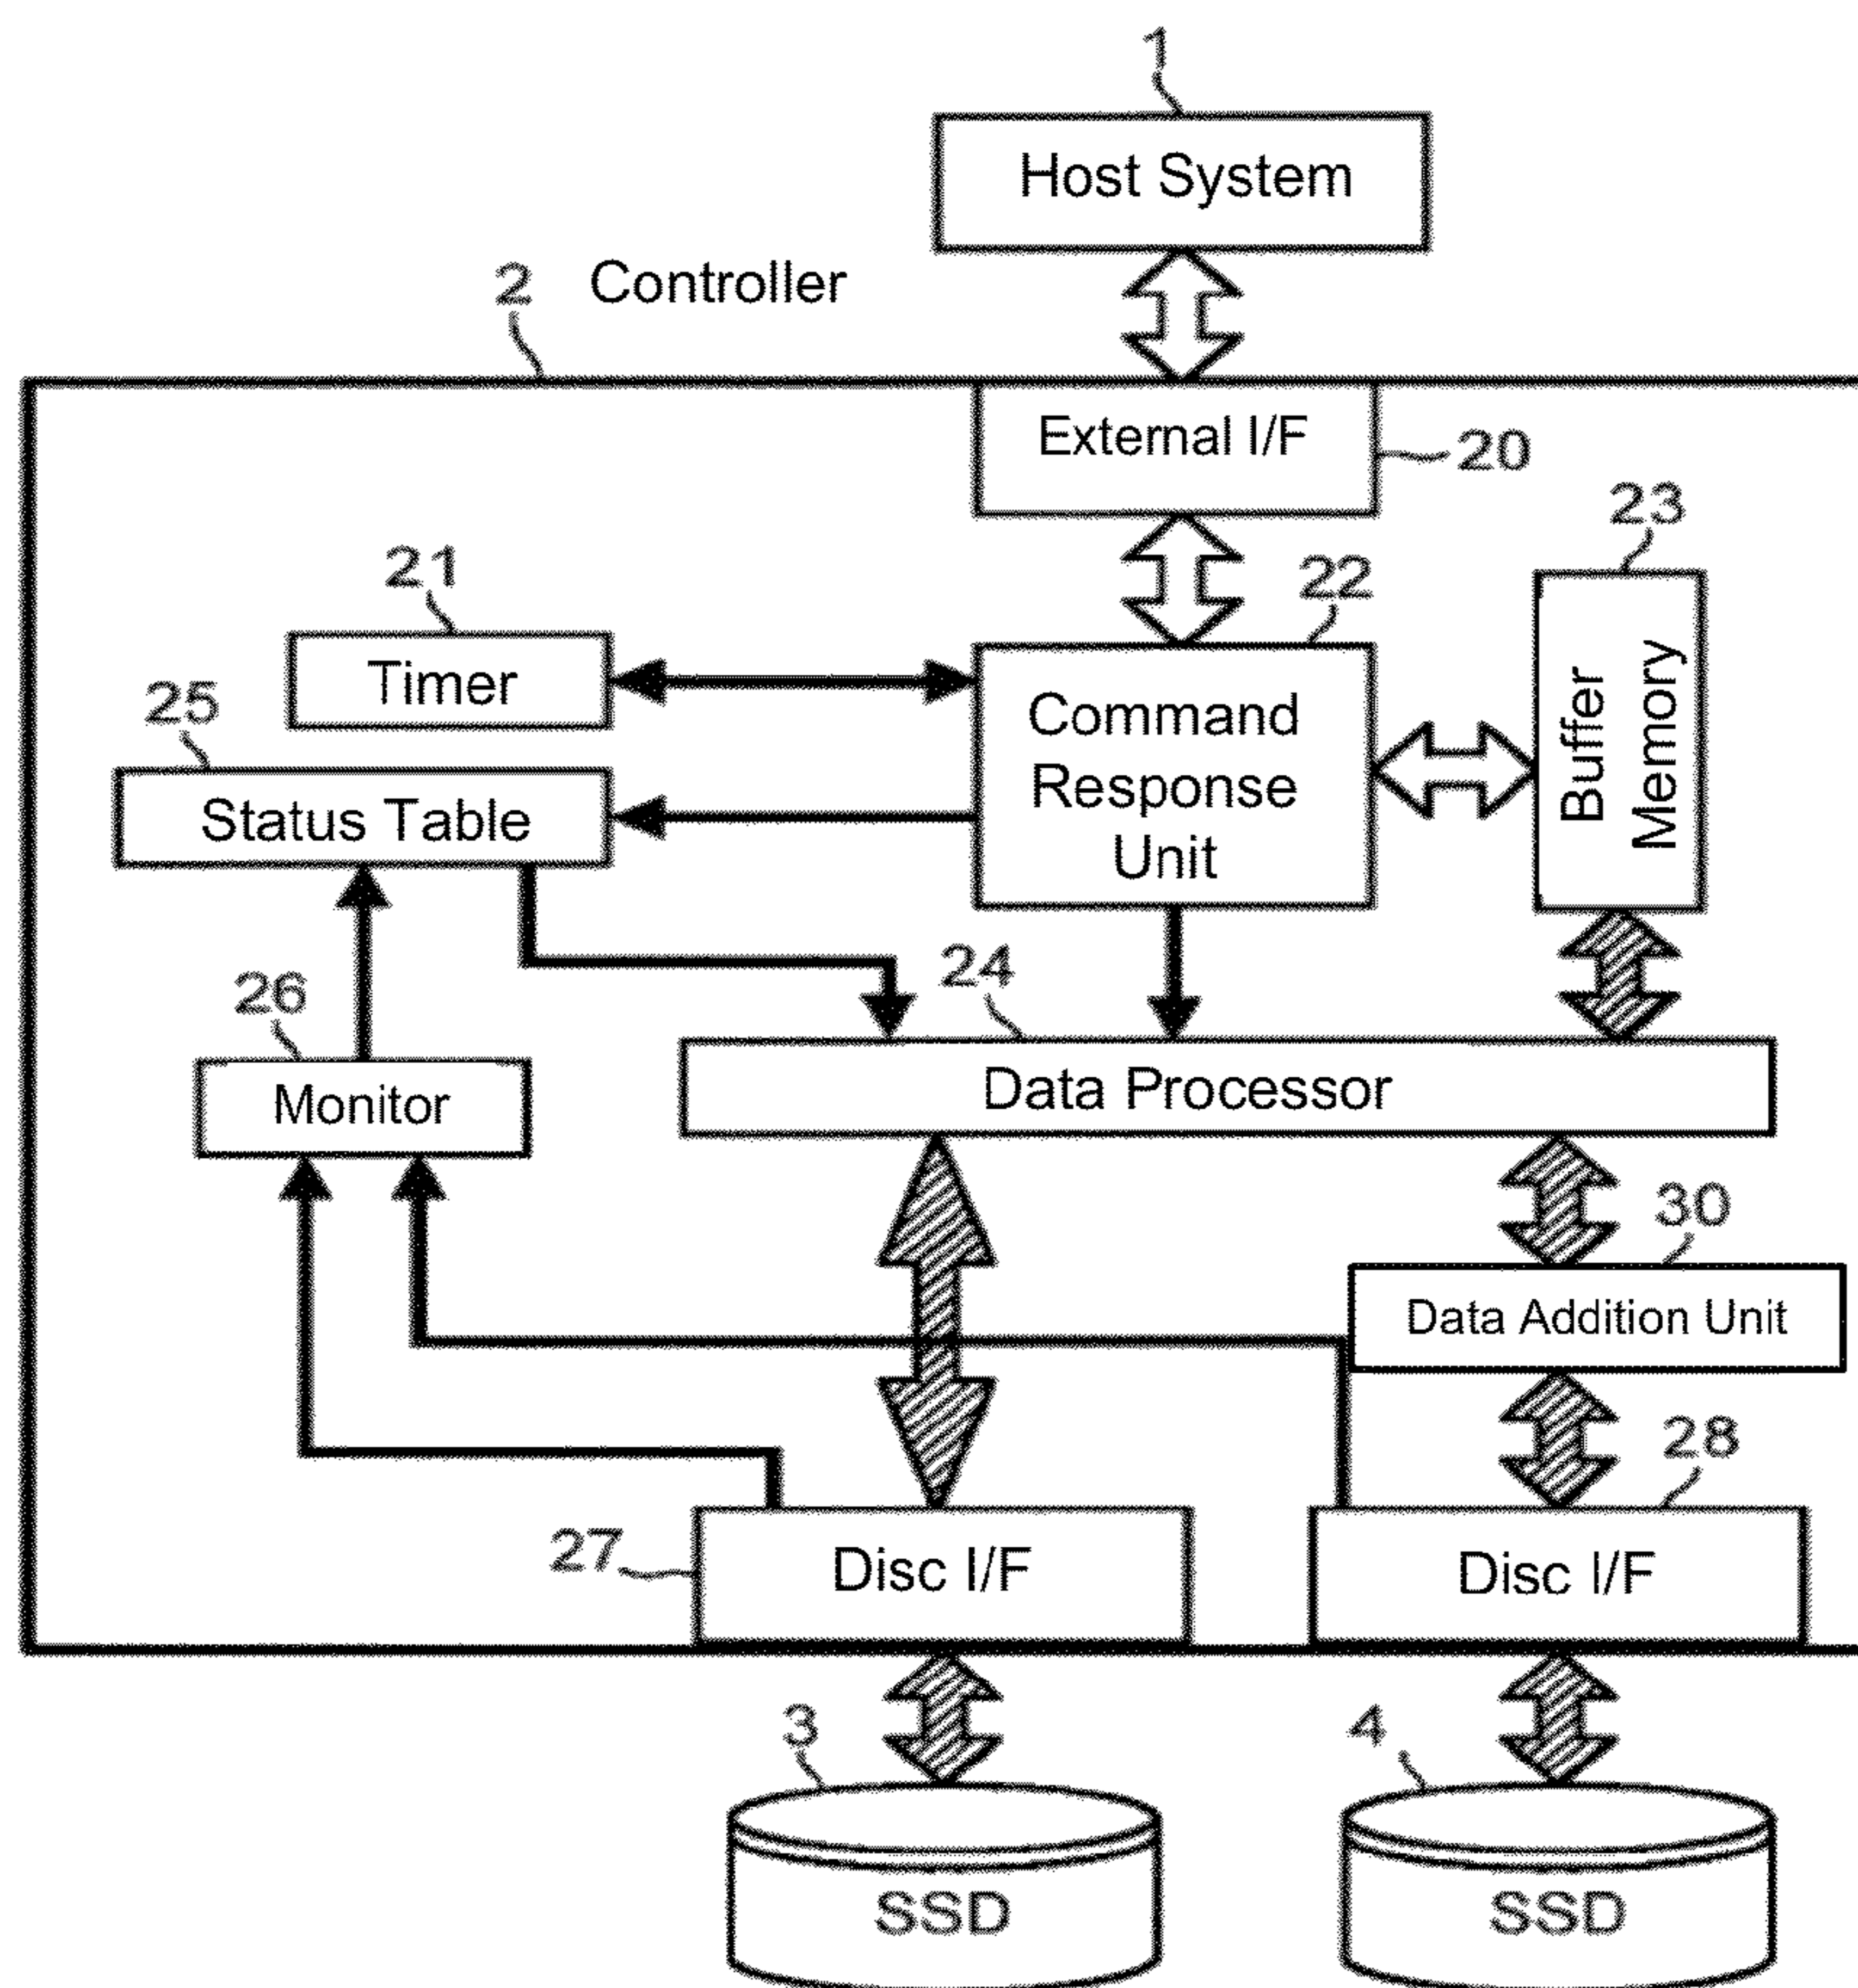 1
Host System
2
Controller
External I/F
20
23
21
22
Timer
Buffer
Memory
25
Command
Response
Unit
Status Table
24
26
Data Processor
Monitor
30
Data Addition Unit
28
27
Disc I/F
Disc I/F
3
4
SSD
SSD